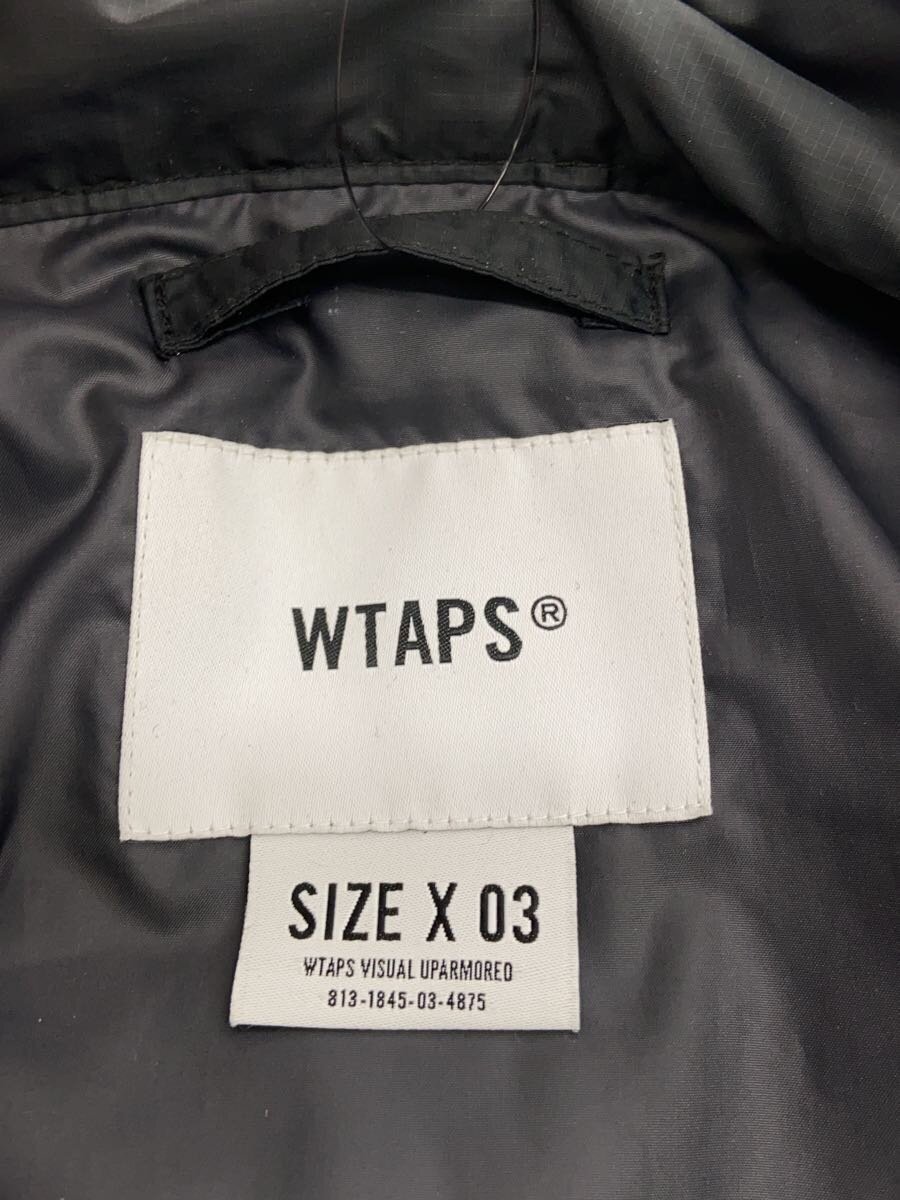 WTAPS®
SIZE X 03
WTAPS VISUAL UPARMORED
813-1845-03-4875